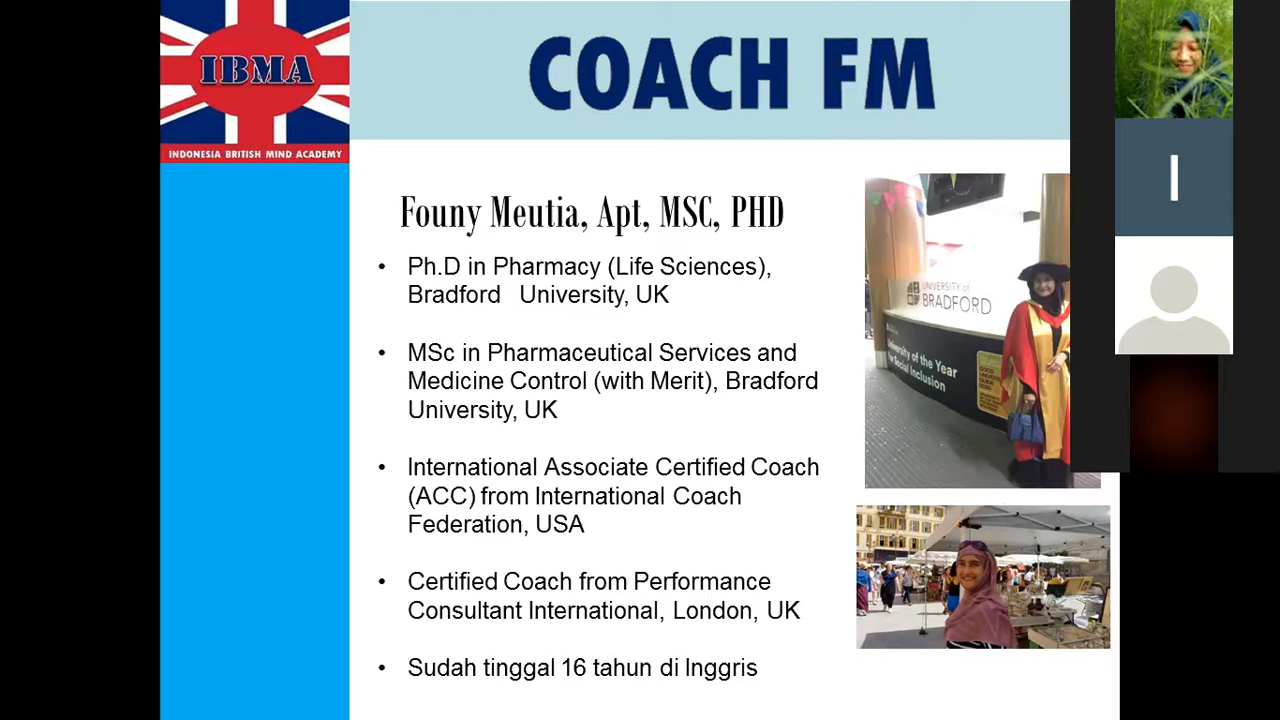 IBMA
INDONESIA BRITISH MIND ACADEMY
COACH FM
Founy Meutia, Apt, MSC, PHD
• Ph.D in Pharmacy (Life Sciences),
Bradford University, UK
• MSc in Pharmaceutical Services and
Medicine Control (with Merit), Bradford
University, UK
• International Associate Certified Coach
(ACC) from International Coach
Federation, USA
• Certified Coach from Performance
Consultant International, London, UK
• Sudah tinggal 16 tahun di Inggris
UNIVERSITY of
BRADFORD
University of the Year
for Social Inclusion
I